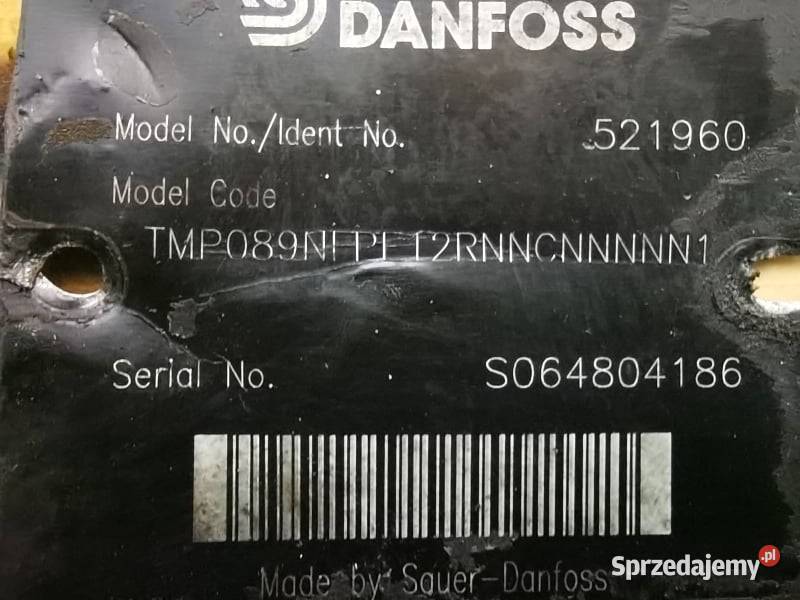 DANFOSS
Model No./Ident No. 521960
Model Code
Serial No. S064804186
Made by Sauer-Danfoss
Sprzedajemy.pl